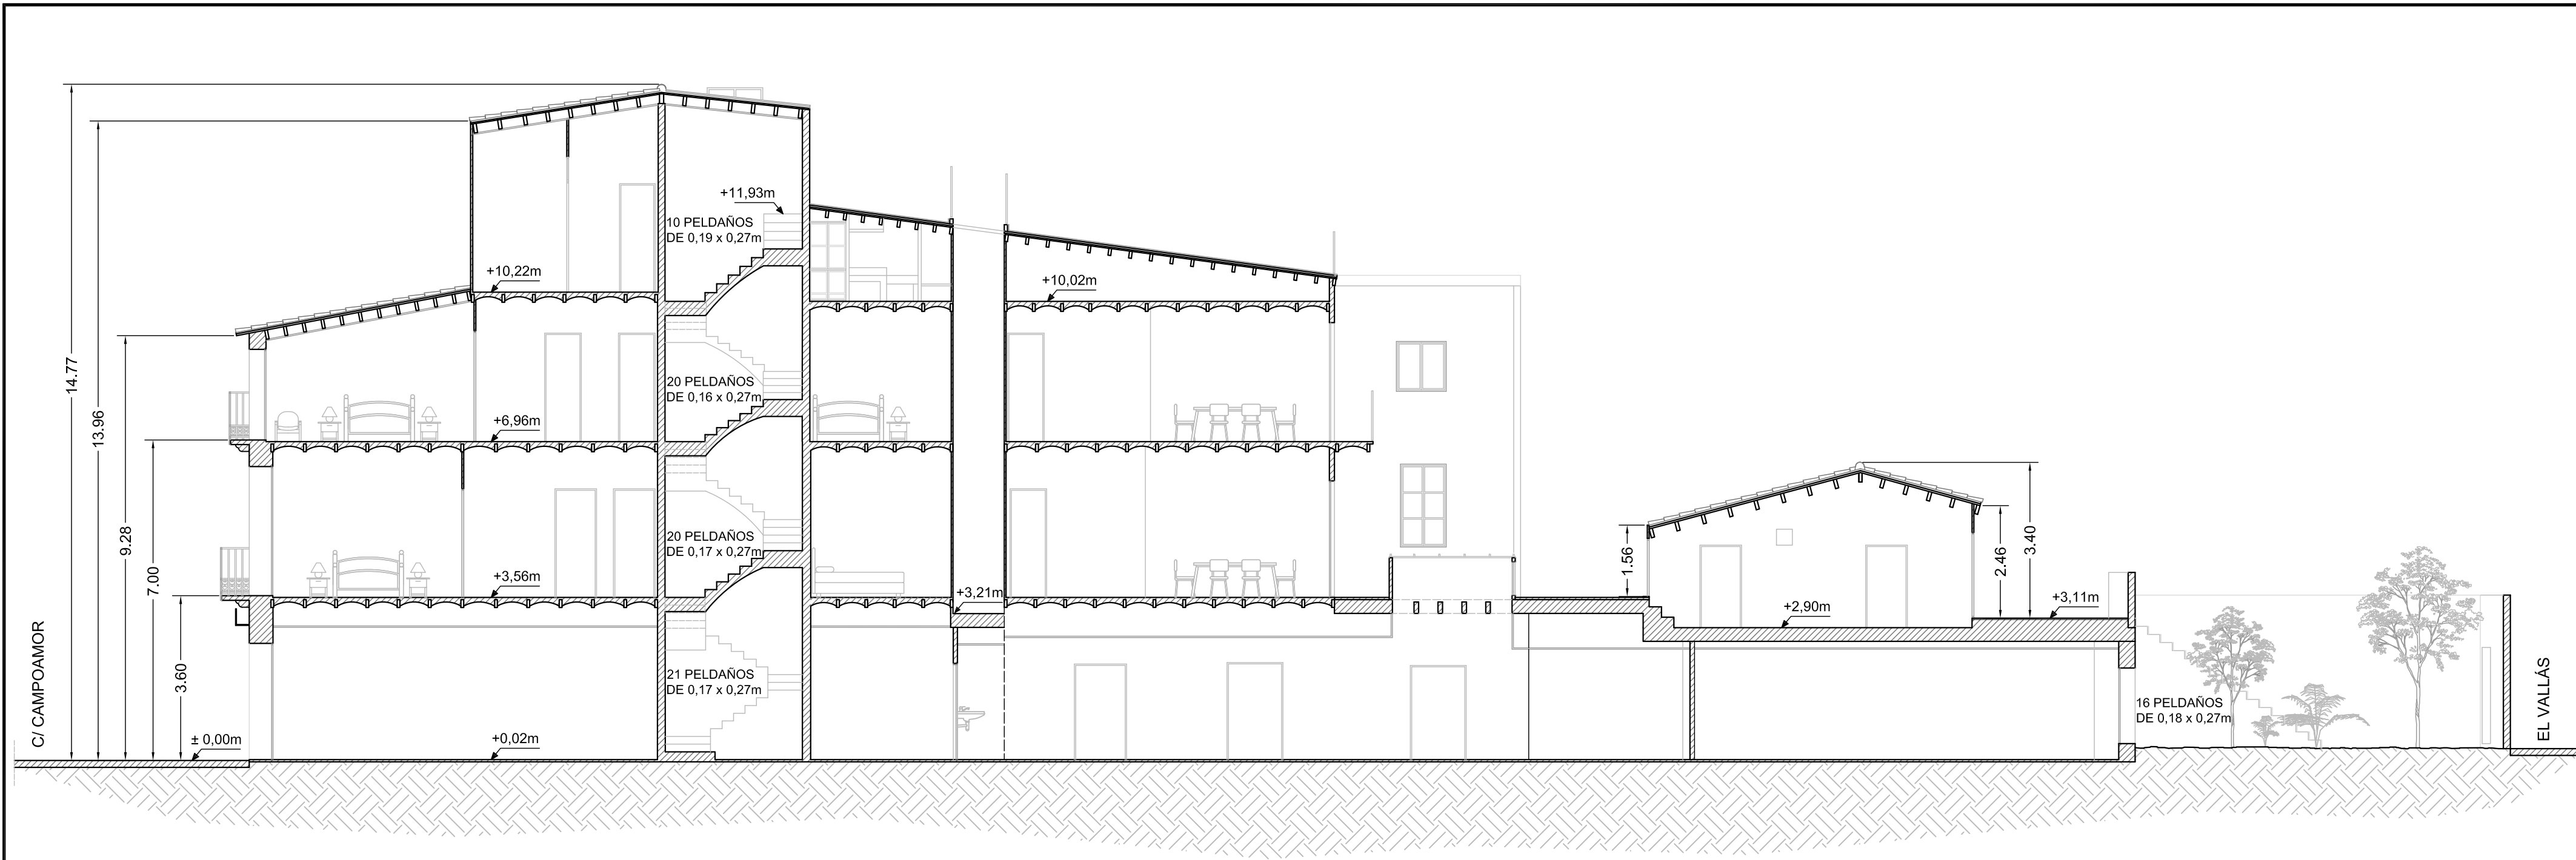 14.77
13.96
9.28
7.00
3.60
C/ CAMPOAMOR
± 0,00m
+0,02m
+3,56m
+6,96m
+10,22m
+11,93m
10 PELDAÑOS
DE 0,19 x 0,27m
20 PELDAÑOS
DE 0,16 x 0,27m
20 PELDAÑOS
DE 0,17 x 0,27m
21 PELDAÑOS
DE 0,17 x 0,27m
+10,02m
+3,21m
1.56
+2,90m
2.46
3.40
+3,11m
16 PELDAÑOS
DE 0,18 x 0,27m
EL VALLÁS